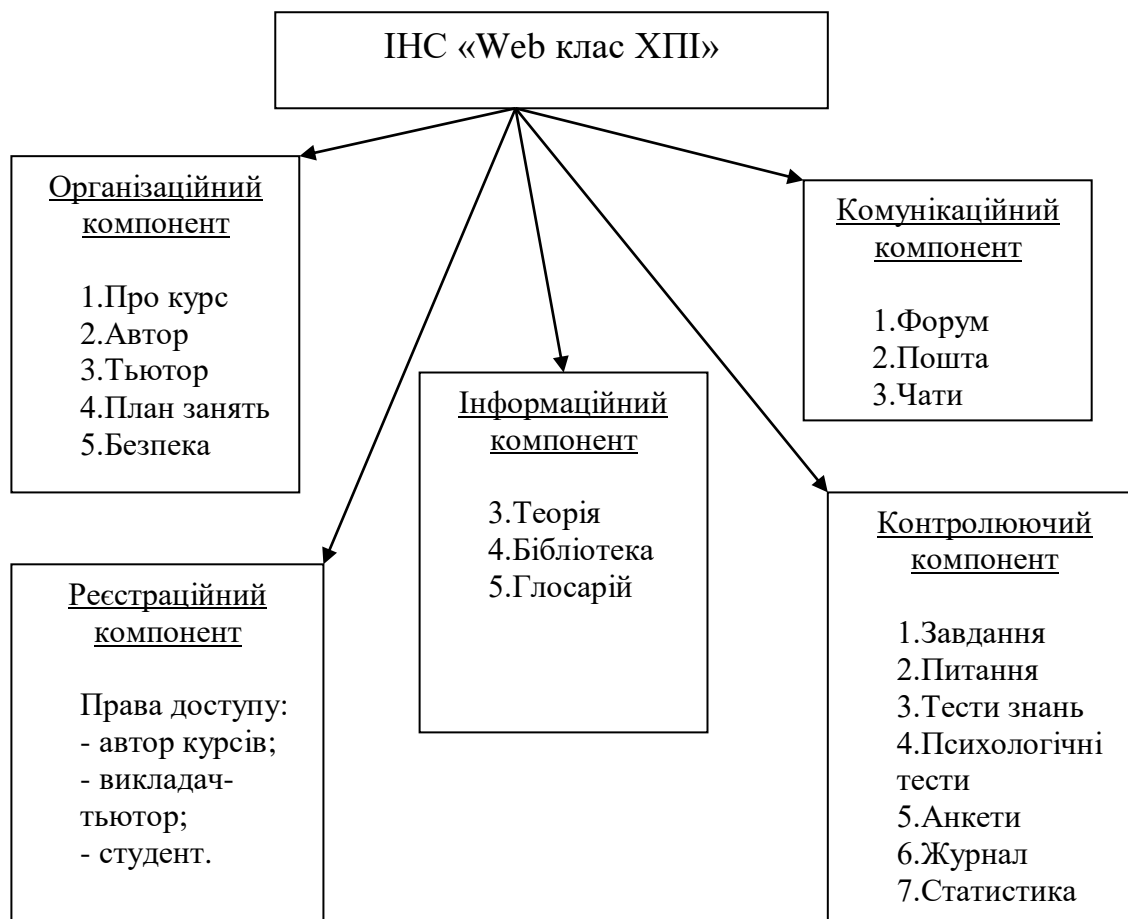 ІНС «Web клас ХПІ»
Організаційний
компонент
1.Про курс
2.Автор
3.Тьютор
4.План занять
5.Безпека
Комунікаційний
компонент
1.Форум
2.Пошта
3.Чати
Інформаційний
компонент
3.Теорія
4.Бібліотека
5.Глосарій
Реєстраційний
компонент
Права доступу:
- автор курсів;
- викладач-
тьютор;
- студент.
Контролюючий
компонент
1.Завдання
2.Питання
3.Тести знань
4.Психологічні
тести
5.Анкети
6.Журнал
7.Статистика